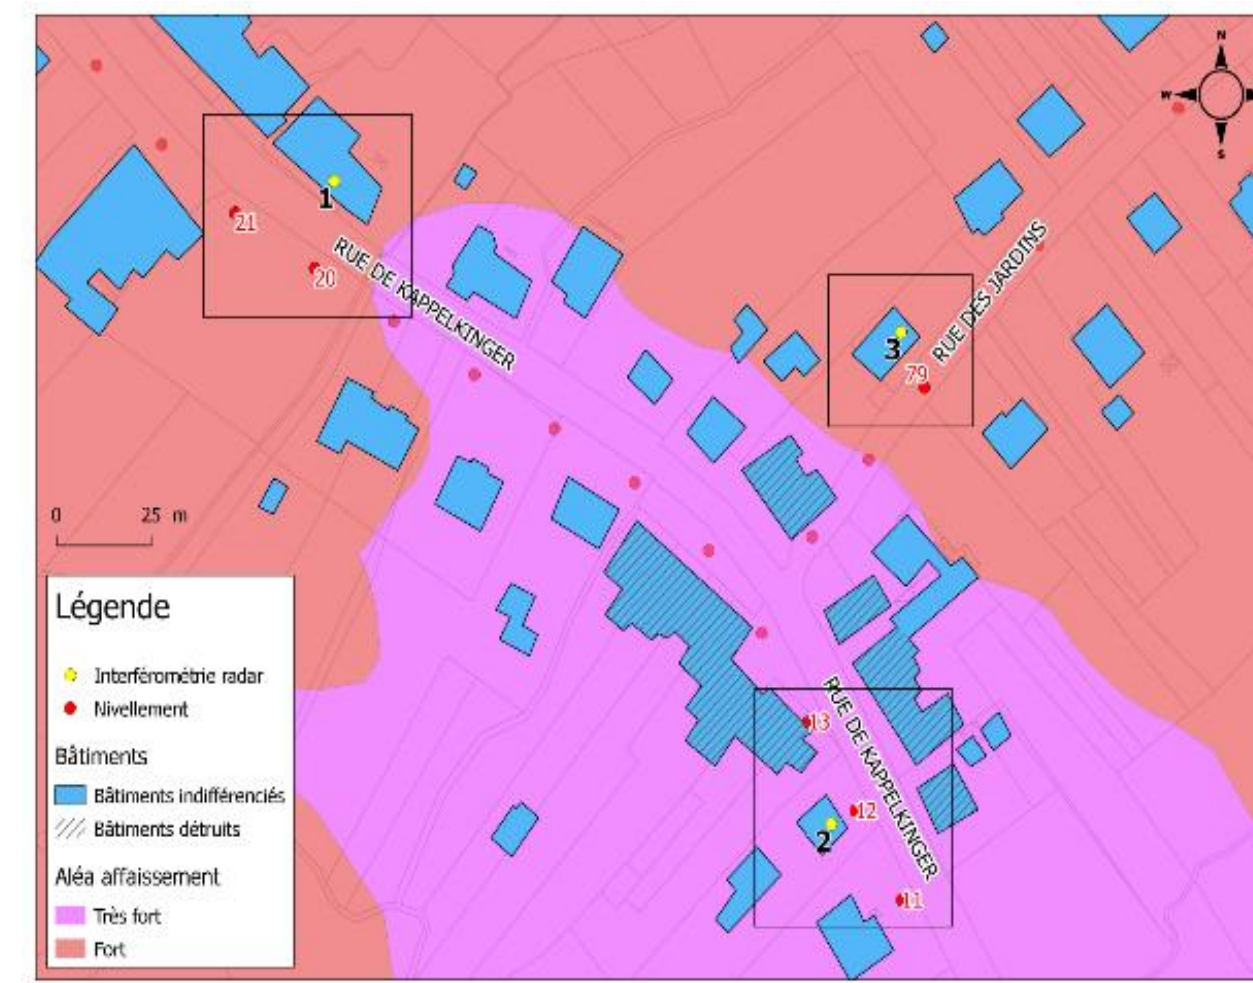 N
W
S
1
21
20
RUE DE KAPPELKINGER
RUE DES JARDINS
3
79
0 25 m
Légende
Interférométrie radar
Nivellement
Bâtiments
Bâtiments indifférenciés
Bâtiments détruits
Aléa affaissement
Très fort
Fort
13
RUE DE KAPPELKINGER
12
2
11